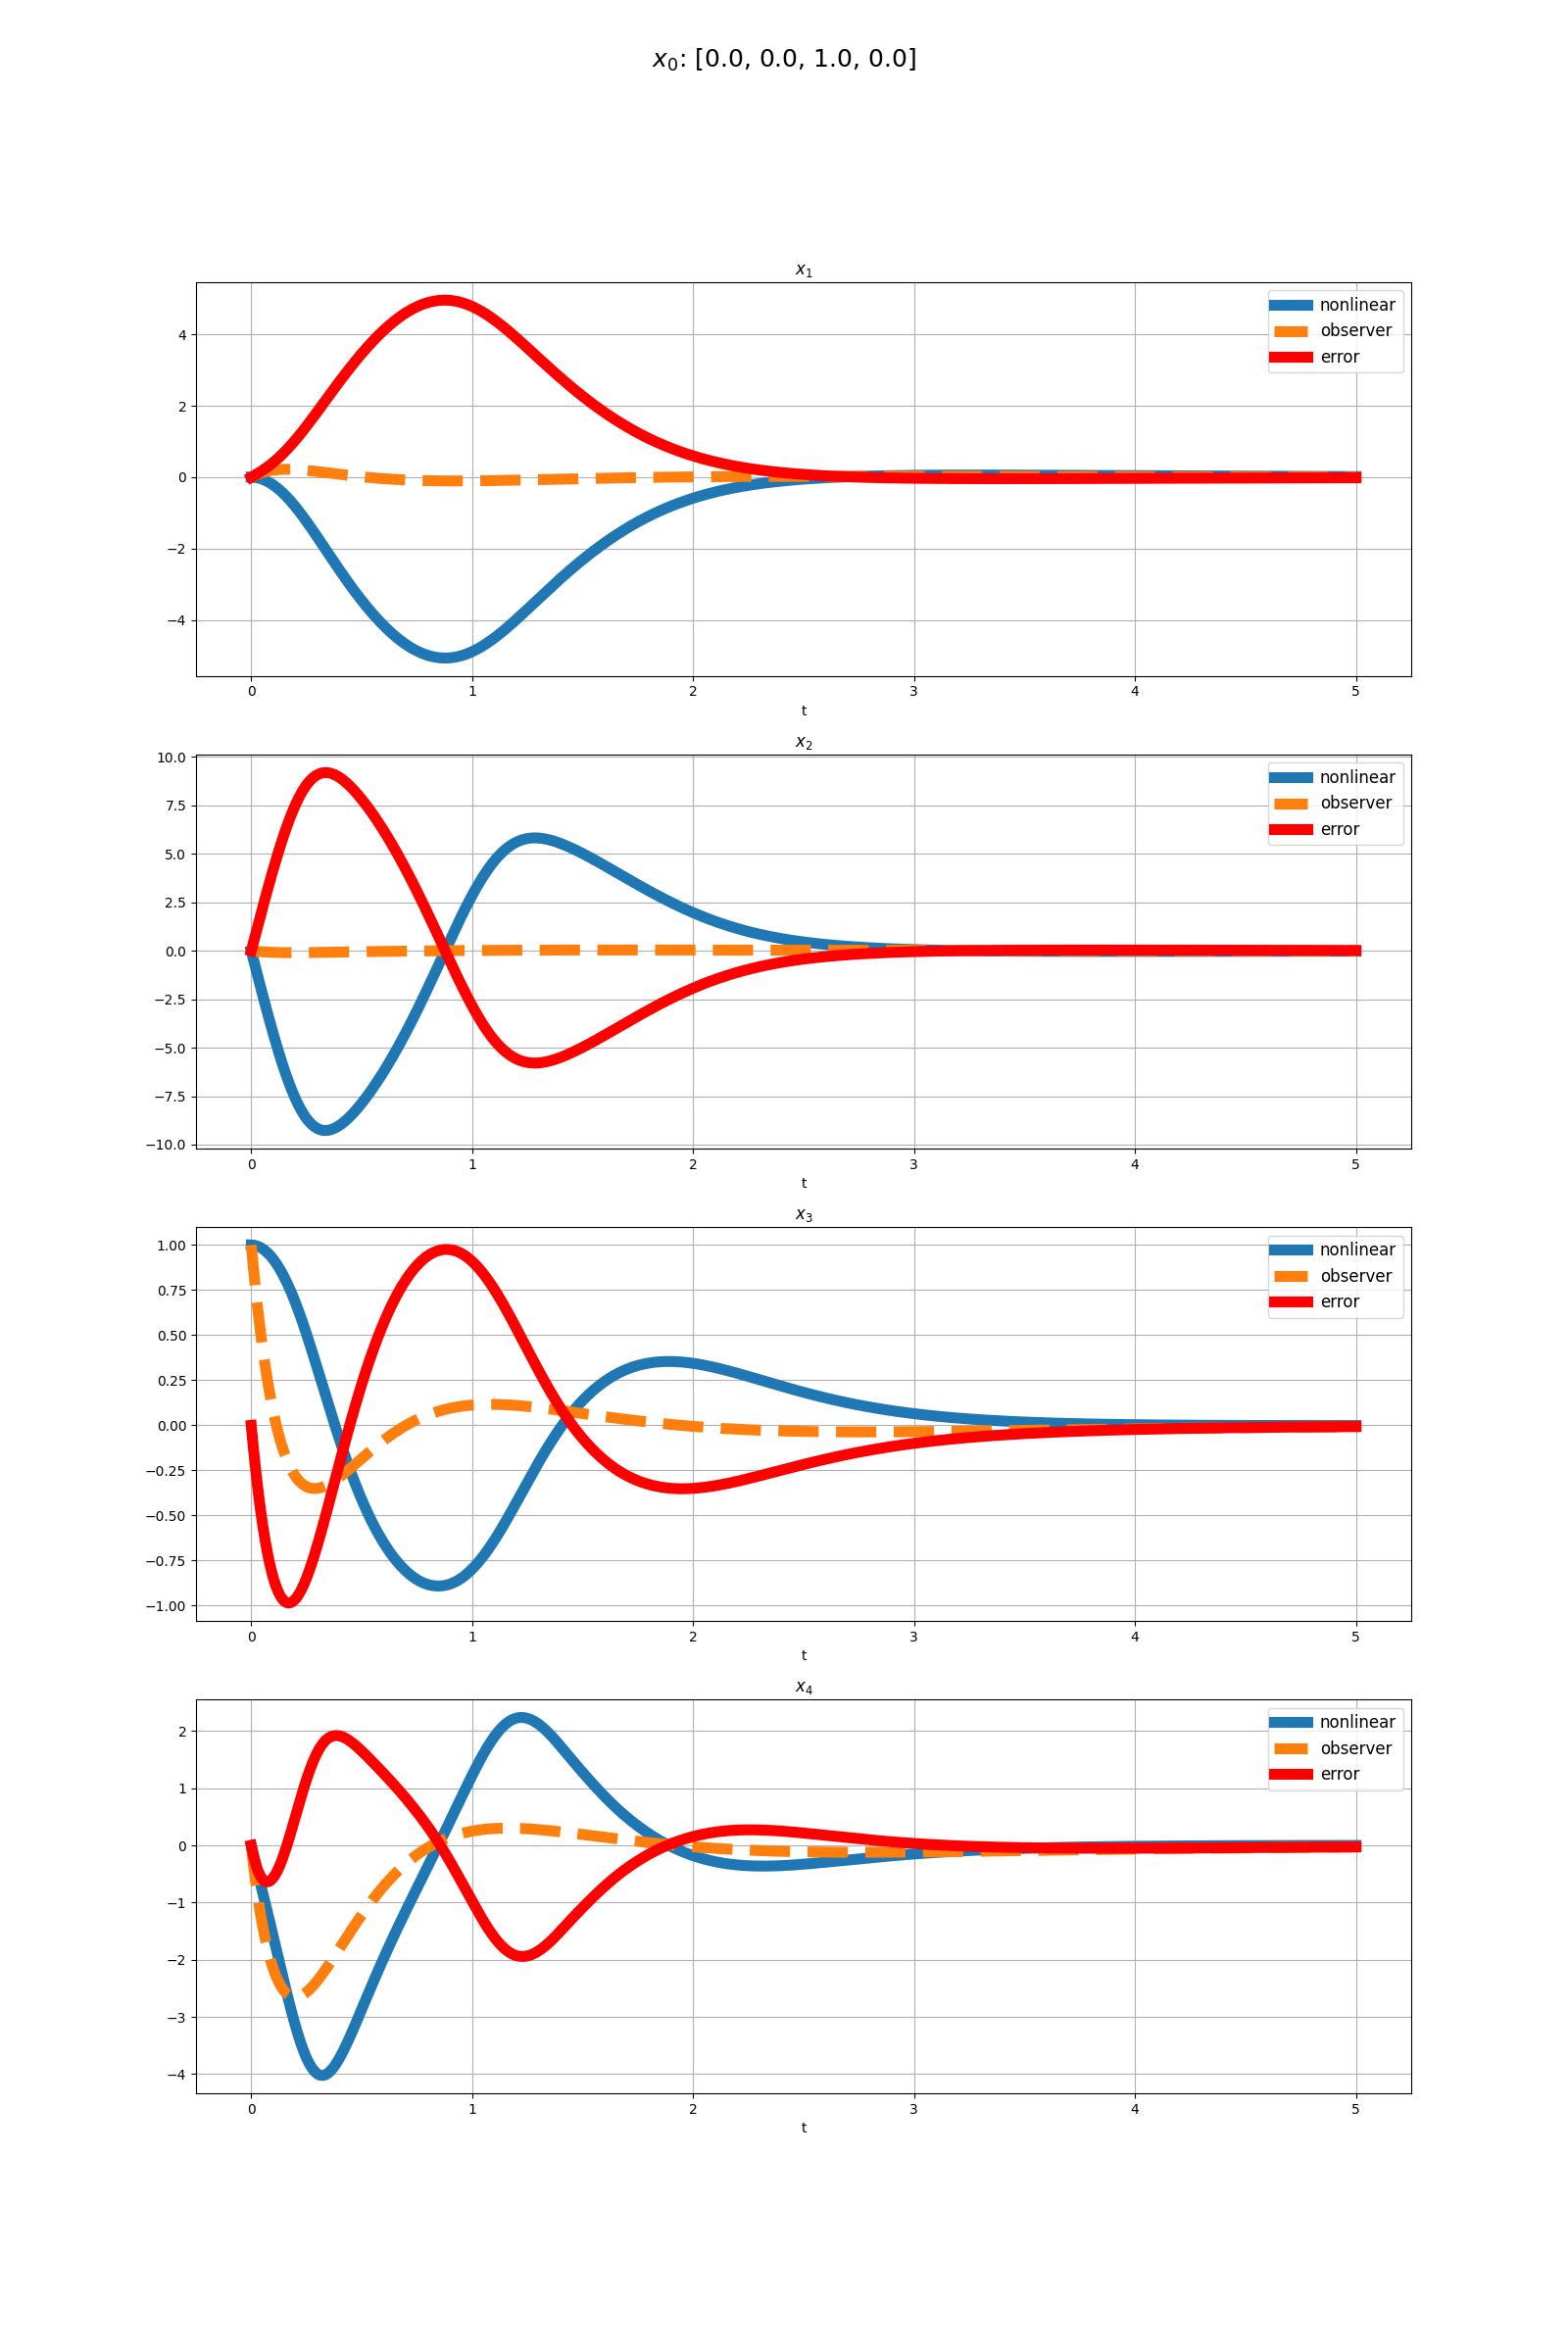 x₀: [0.0, 0.0, 1.0, 0.0]
x₁
4
2
0
−2
−4
0 1 2 3 4 5
t
nonlinear
observer
error
x₂
10.0
7.5
5.0
2.5
0.0
−2.5
−5.0
−7.5
−10.0
0 1 2 3 4 5
t
nonlinear
observer
error
x₃
1.00
0.75
0.50
0.25
0.00
−0.25
−0.50
−0.75
−1.00
0 1 2 3 4 5
t
nonlinear
observer
error
x₄
2
1
0
−1
−2
−3
−4
0 1 2 3 4 5
t
nonlinear
observer
error